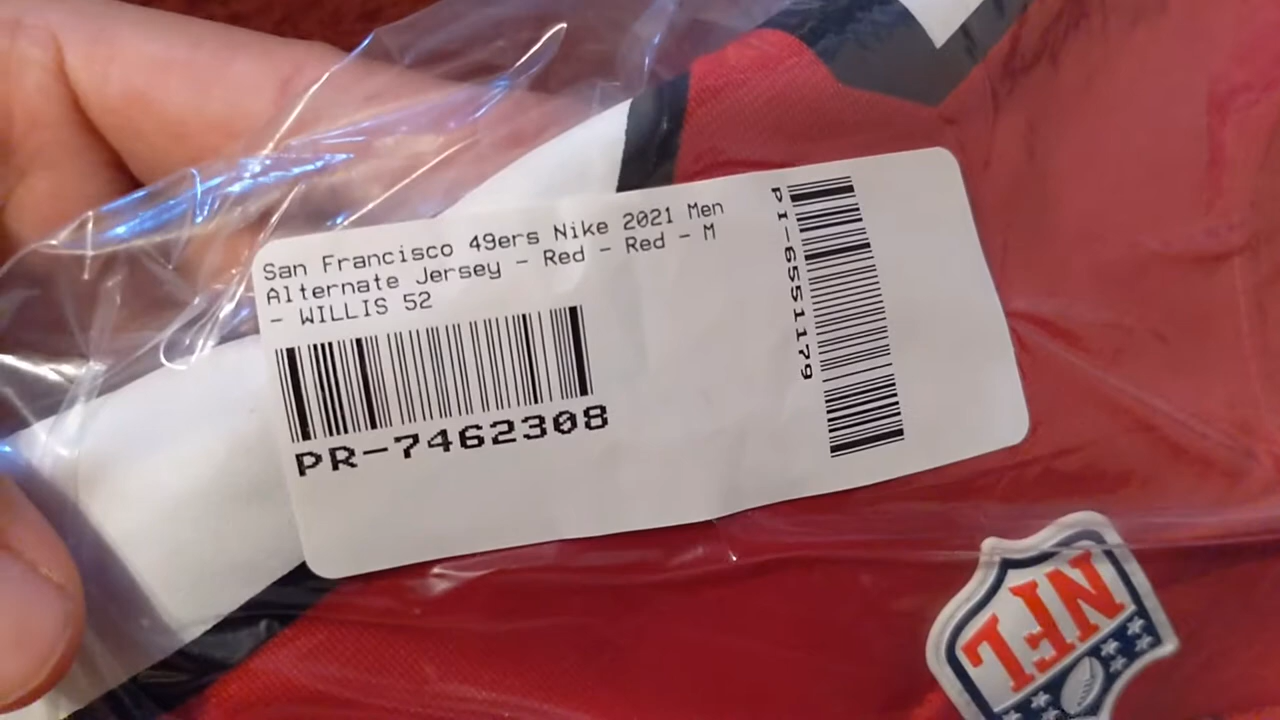 San Francisco 49ers Nike 2021 Men
Alternate Jersey - Red - Red - M
- WILLIS 52
PR-7462308
PI-6551179
NFL